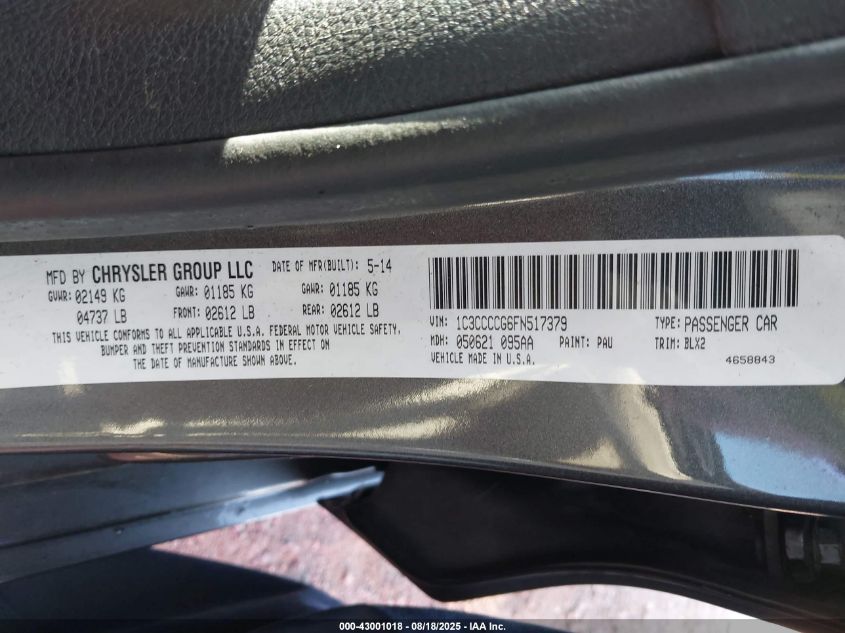 MFD BY CHRYSLER GROUP LLC DATE OF MFR(BUILT): 5-14
GVWR: 02149 KG GAWR: 01185 KG GAWR: 01185 KG
04737 LB FRONT: 02612 LB REAR: 02612 LB
THIS VEHICLE CONFORMS TO ALL APPLICABLE U.S.A. FEDERAL MOTOR VEHICLE SAFETY,
BUMPER AND THEFT PREVENTION STANDARDS IN EFFECT ON
THE DATE OF MANUFACTURE SHOWN ABOVE.
VIN: 1C3CCCCG6FN517379 TYPE: PASSENGER CAR
MDH: 050621 095AA PAINT: PAU TRIM: BLX2
VEHICLE MADE IN U.S.A. 4658843
000-43001018 - 08/18/2025 - IAA Inc.